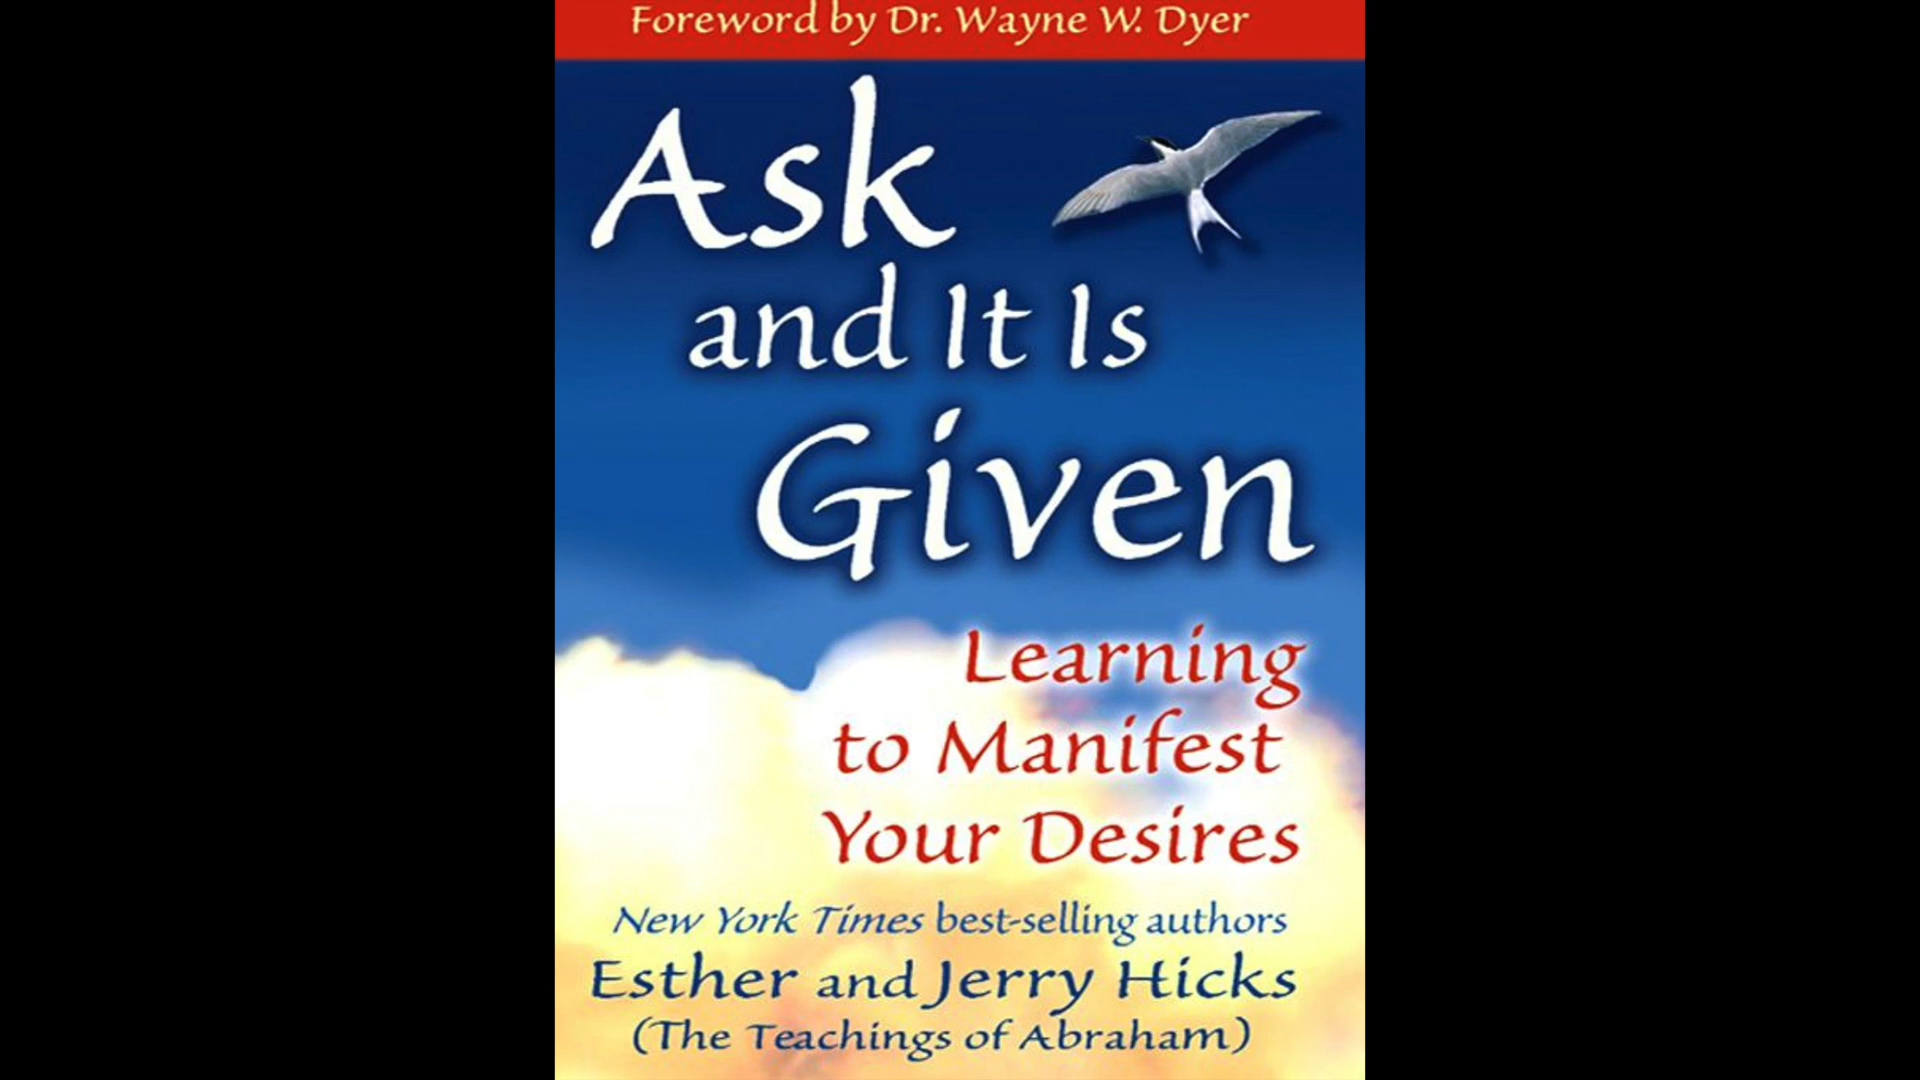 Foreword by Dr. Wayne W. Dyer
Ask
and It Is
Given
Learning
to Manifest
Your Desires
New York Times best-selling authors
Esther and Jerry Hicks
(The Teachings of Abraham)